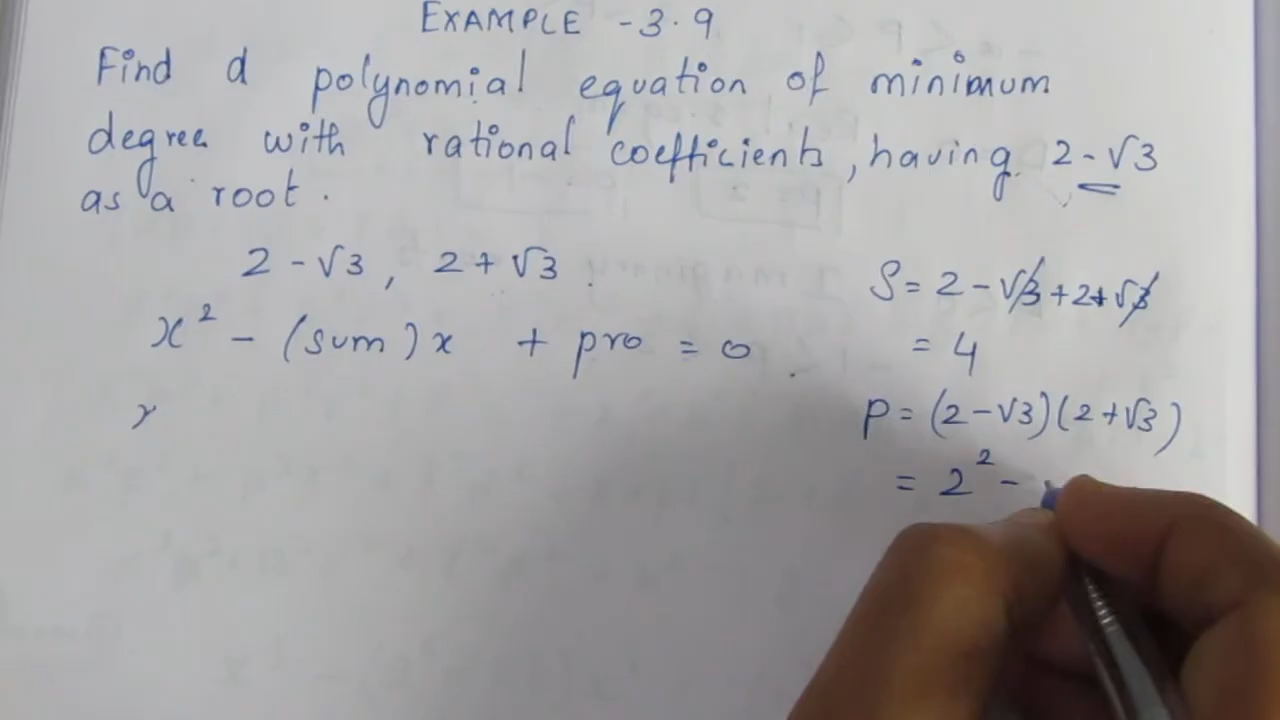 EXAMPLE - 3.9
Find a polynomial equation of minimum
degree with rational coefficients, having 2-√3
as a root.
2-√3, 2+√3.
x² - (sum)x + pro = 0
x
S = 2-√3+2+√3
= 4
P = (2-√3)(2+√3)
= 2² -